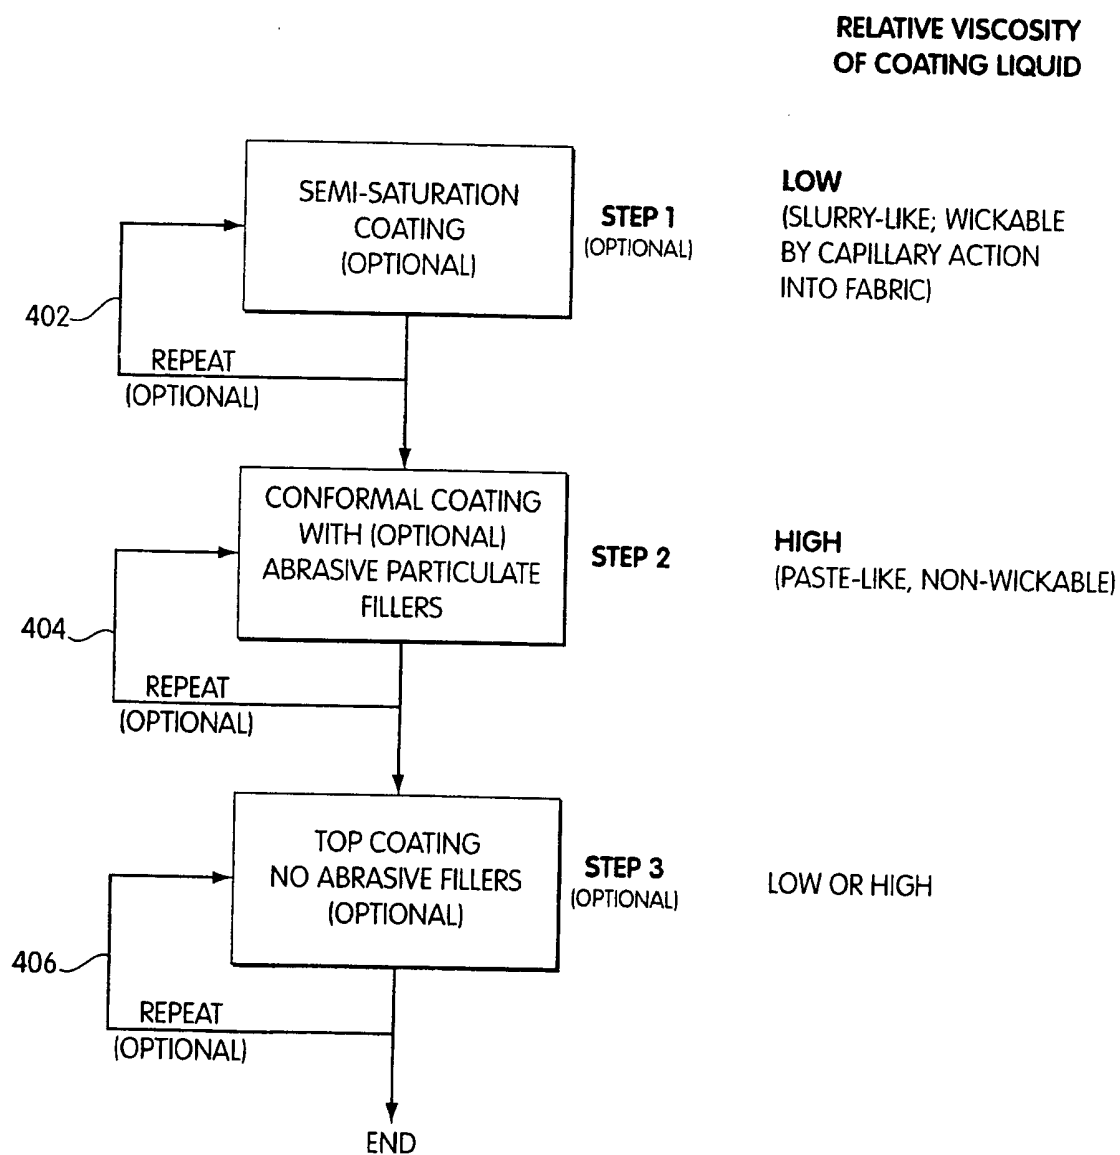 RELATIVE VISCOSITY
OF COATING LIQUID
SEMI-SATURATION
COATING
(OPTIONAL)
STEP 1
(OPTIONAL)
LOW
(SLURRY-LIKE; WICKABLE
BY CAPILLARY ACTION
INTO FABRIC)
402
REPEAT
(OPTIONAL)
CONFORMAL COATING
WITH (OPTIONAL)
ABRASIVE PARTICULATE
FILLERS
STEP 2
HIGH
(PASTE-LIKE, NON-WICKABLE)
404
REPEAT
(OPTIONAL)
TOP COATING
NO ABRASIVE FILLERS
(OPTIONAL)
STEP 3
(OPTIONAL)
LOW OR HIGH
406
REPEAT
(OPTIONAL)
END